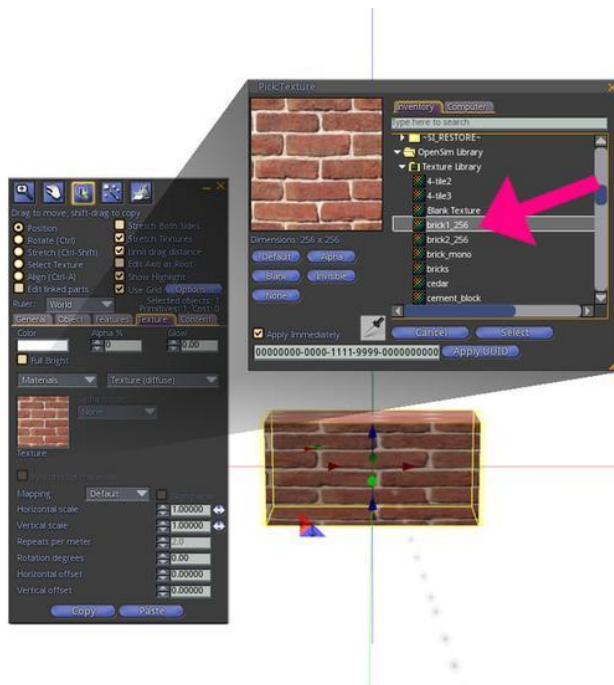 Pick:Texture
Inventory Computer
Type here to search
~SI_RESTORE~
OpenSim Library
Texture Library
4-tile2
4-tile3
Blank Texture
brick1_256
brick2_256
brick_mono
bricks
cedar
cement_block
Dimensions: 256 x 256
Default Alpha
Blank Invisible
None
Apply Immediately
Cancel Select
00000000-0000-1111-9999-0000000000
Apply UUID
Drag to move, shift-drag to copy
Position
Rotate (Ctrl)
Stretch (Ctrl-Shift)
Select Texture
Align (Ctrl-A)
Edit linked parts
Stretch Both Sides
Stretch Textures
Limit drag distance
Edit Axis as Root
Show Highlight
Use Grid Options...
Ruler: World
Selected objects: 1
Primitives: 1, Cost: 0
General Object Features Texture Content
Color Alpha % Glow
0 0.00
Full Bright
Materials Texture (diffuse)
Alpha mode
None
Texture
Mapping Default
Horizontal scale 1.00000
Vertical scale 1.00000
Repeats per meter 2.0
Rotation degrees 0.00
Horizontal offset 0.00000
Vertical offset 0.00000
Copy Paste